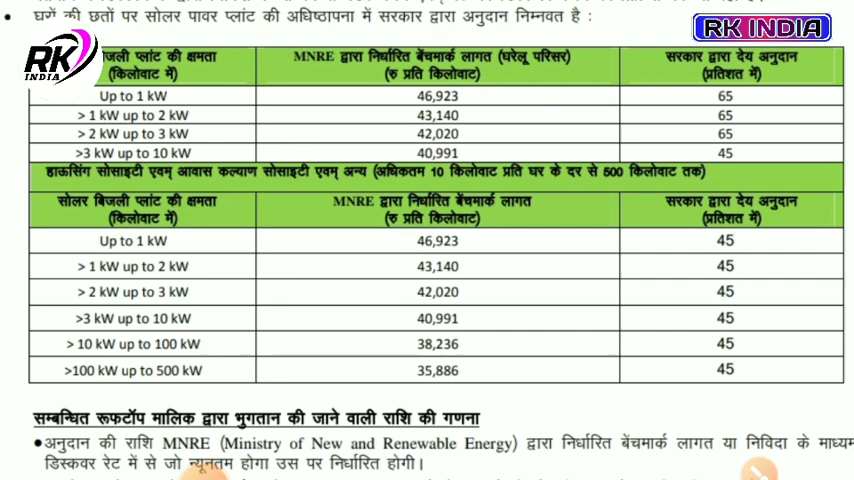 घरों की छतों पर सोलर पावर प्लांट की अधिष्ठापना में सरकार द्वारा अनुदान निम्नवत है :
RK INDIA
RK
INDIA
बिजली प्लांट की क्षमता (किलोवाट में) MNRE द्वारा निर्धारित बेंचमार्क लागत (घरेलू परिसर) (रु प्रति किलोवाट) सरकार द्वारा देय अनुदान (प्रतिशत में)
Up to 1 kW 46,923 65
> 1 kW up to 2 kW 43,140 65
> 2 kW up to 3 kW 42,020 65
>3 kW up to 10 kW 40,991 45
हाऊसिंग सोसाइटी एवम् आवास कल्याण सोसाइटी एवम् अन्य (अधिकतम 10 किलोवाट प्रति घर के दर से 500 किलोवाट तक)
सोलर बिजली प्लांट की क्षमता (किलोवाट में) MNRE द्वारा निर्धारित बेंचमार्क लागत (रु प्रति किलोवाट) सरकार द्वारा देय अनुदान (प्रतिशत में)
Up to 1 kW 46,923 45
> 1 kW up to 2 kW 43,140 45
> 2 kW up to 3 kW 42,020 45
>3 kW up to 10 kW 40,991 45
> 10 kW up to 100 kW 38,236 45
>100 kW up to 500 kW 35,886 45
सम्बन्धित रूफटॉप मालिक द्वारा भुगतान की जाने वाली राशि की गणना
•अनुदान की राशि MNRE (Ministry of New and Renewable Energy) द्वारा निर्धारित बेंचमार्क लागत या निविदा के माध्यम
डिस्कवर रेट में से जो न्यूनतम होगा उस पर निर्धारित होगी।